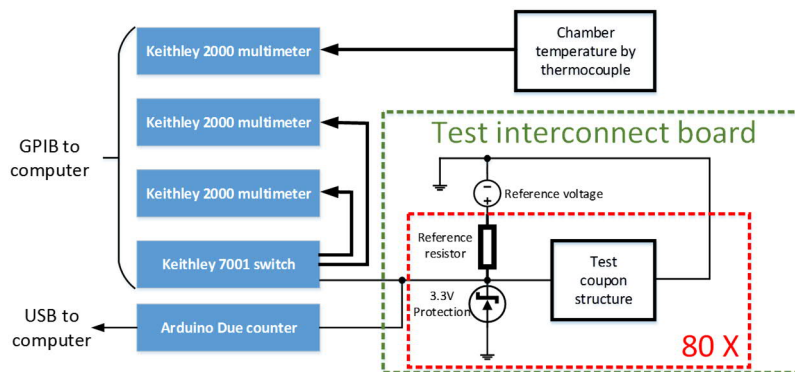 Keithley 2000 multimeter
Chamber
temperature by
thermocouple
Keithley 2000 multimeter
Test interconnect board
GPIB to
computer
Keithley 2000 multimeter
Reference voltage
Reference
resistor
Keithley 7001 switch
Test
coupon
structure
3.3V
Protection
USB to
computer
Arduino Due counter
80 X